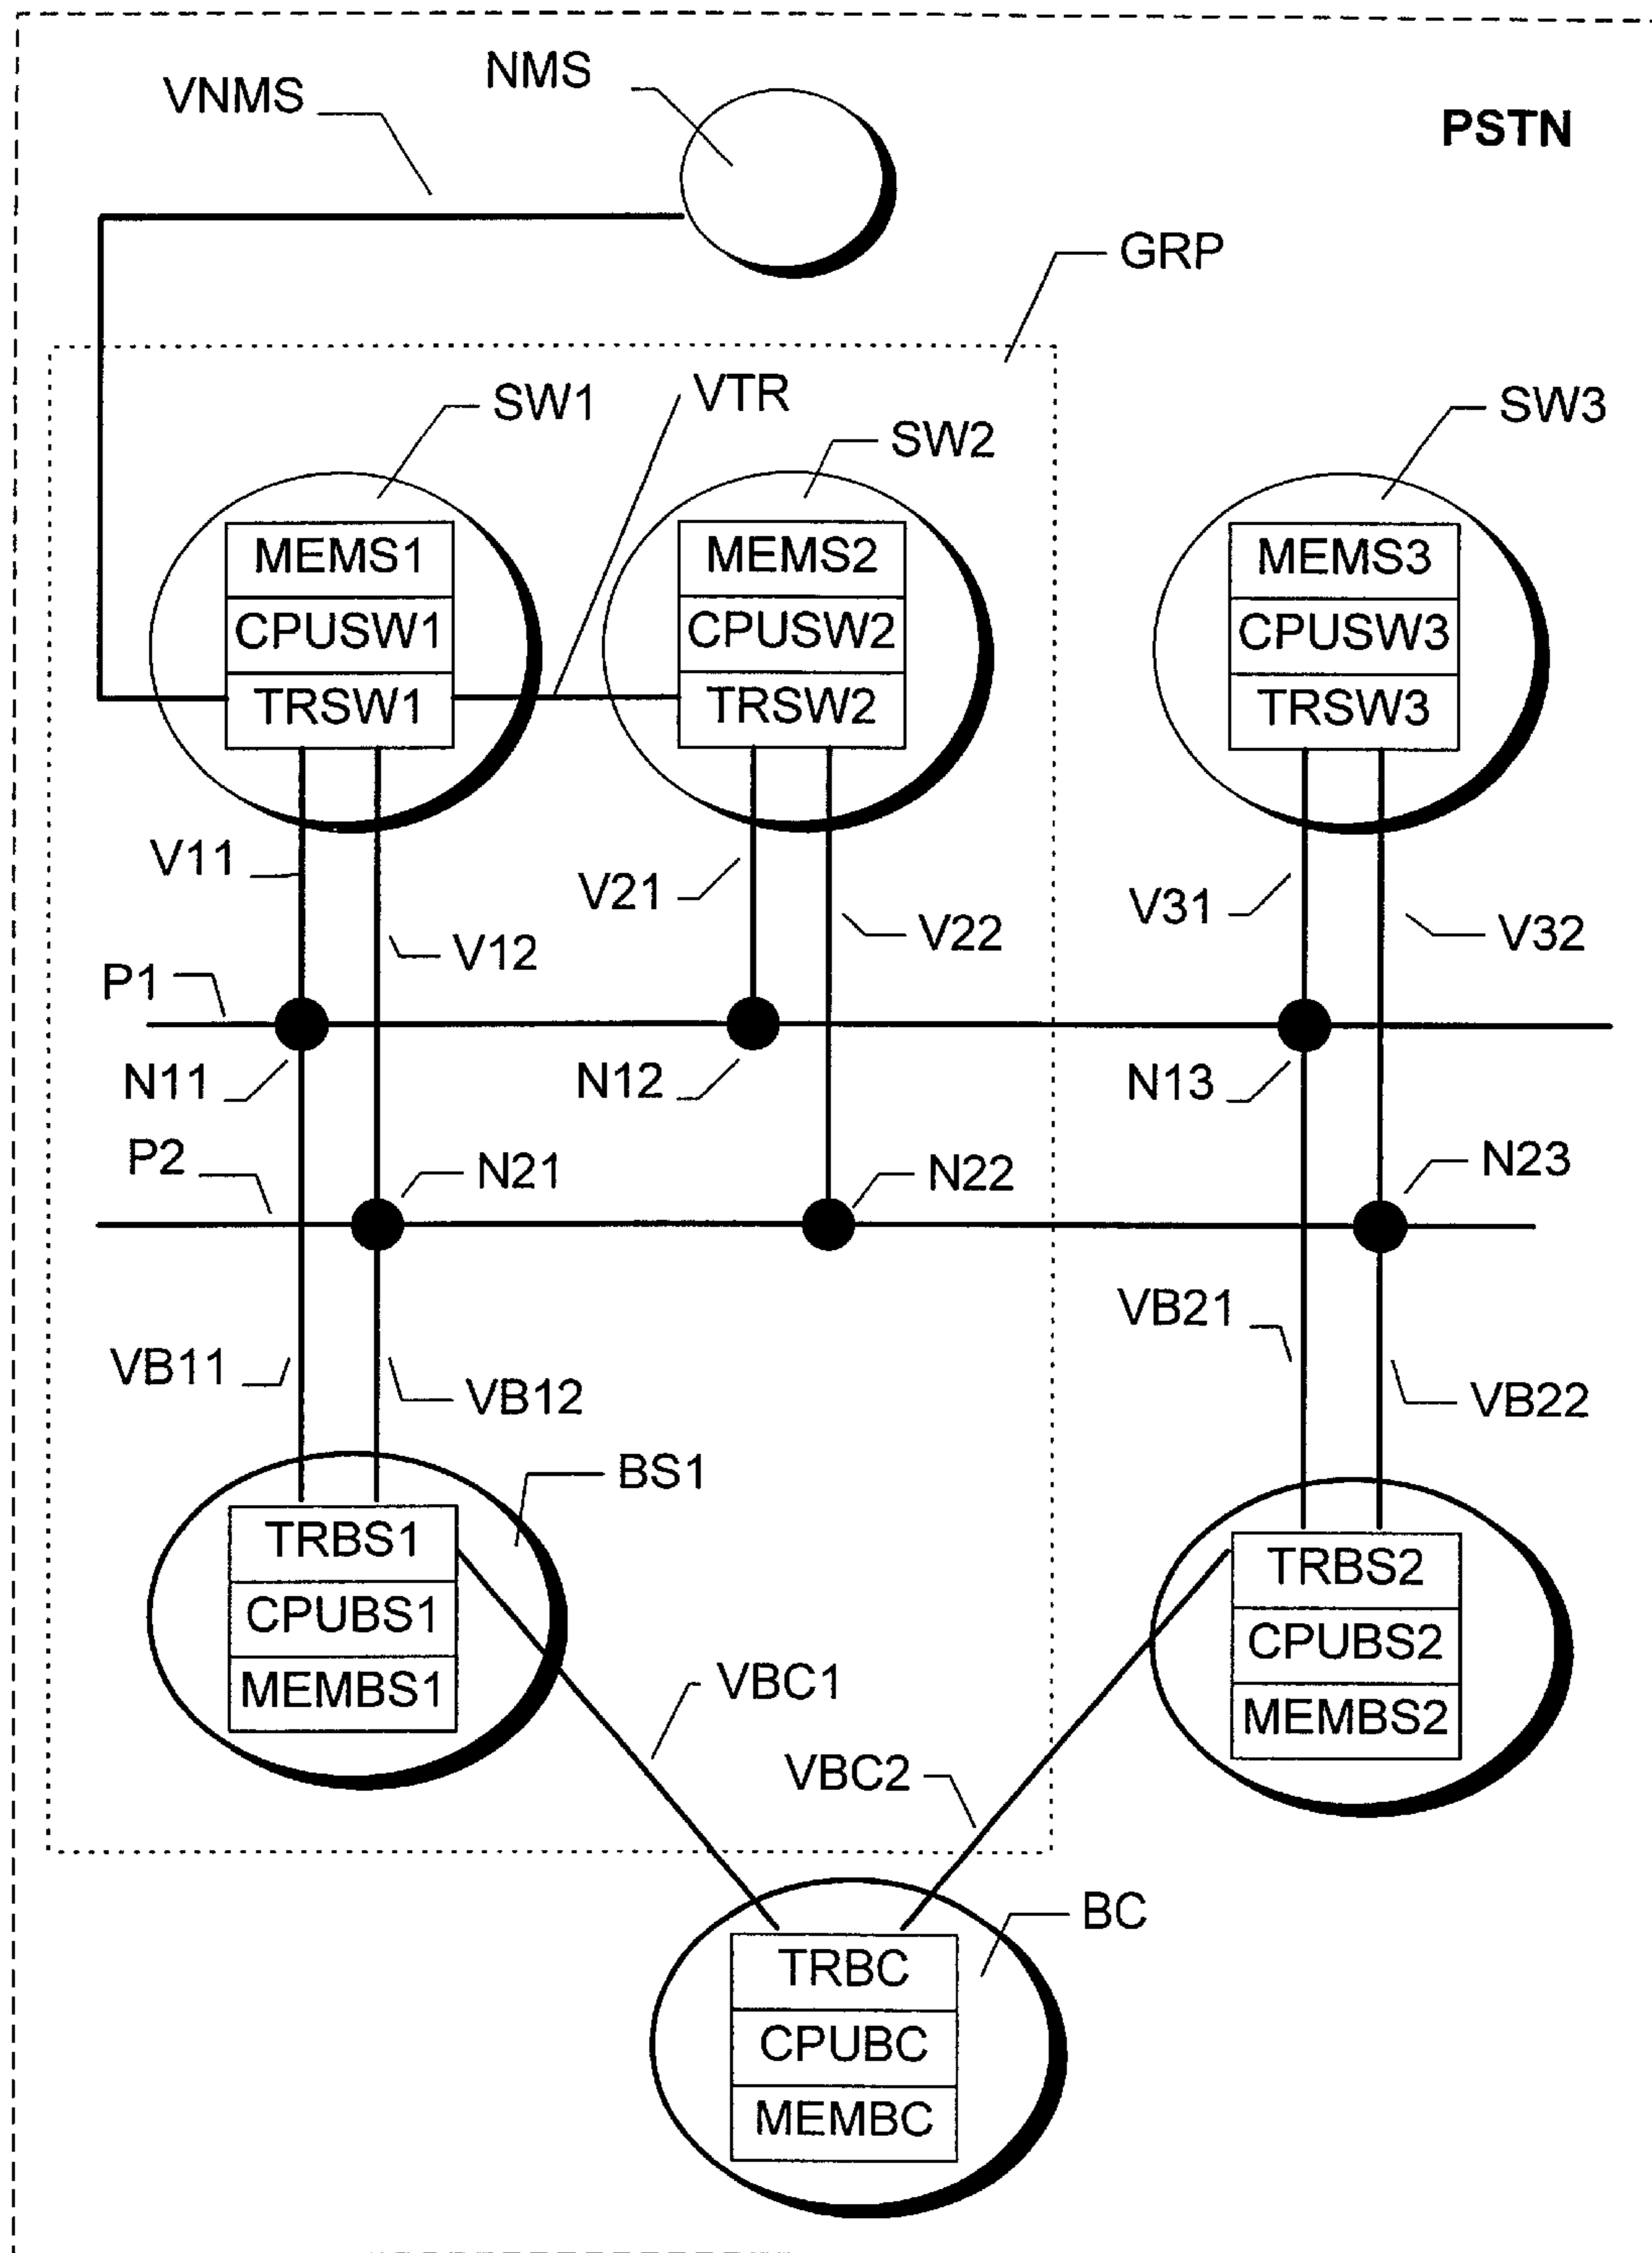 NMS
VNMS
PSTN
GRP
VTR
SW1
SW3
SW2
MEMS1
MEMS2
MEMS3
CPUSW1
CPUSW2
CPUSW3
TRSW1
TRSW2
TRSW3
V11
V21
V31
V12
V22
V32
P1
N11
N12
N13
P2
N21
N22
N23
VB21
VB11
VB12
VB22
BS1
TRBS1
TRBS2
CPUBS1
CPUBS2
MEMBS1
VBC1
MEMBS2
VBC2
BC
TRBC
CPUBC
MEMBC